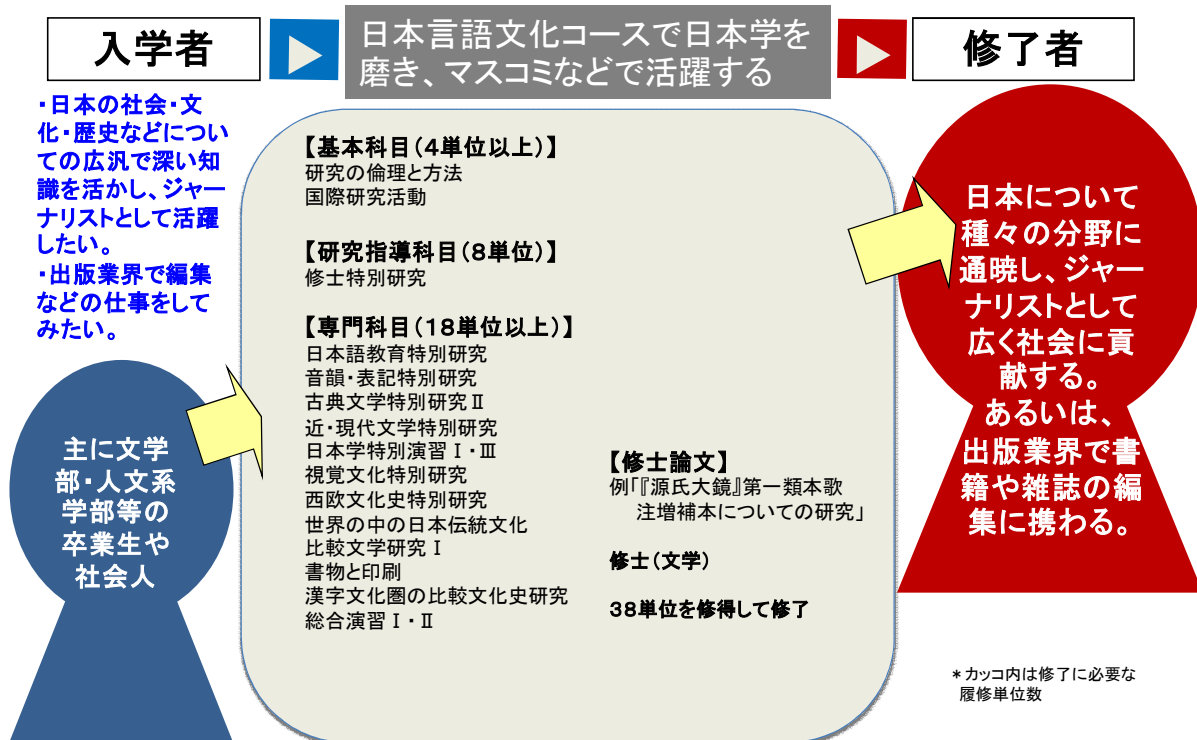 入学者
日本言語文化コースで日本学を
磨き、マスコミなどで活躍する
修了者
・日本の社会・文
化・歴史などについ
ての広汎で深い知
識を活かし、ジャー
ナリストとして活躍
したい。
・出版業界で編集
などの仕事をして
みたい。
主に文学
部・人文系
学部等の
卒業生や
社会人
【基本科目(4単位以上)】
研究の倫理と方法
国際研究活動
【研究指導科目(8単位)】
修士特別研究
【専門科目(18単位以上)】
日本語教育特別研究
音韻・表記特別研究
古典文学特別研究Ⅱ
近・現代文学特別研究
日本学特別演習Ⅰ・Ⅲ
視覚文化特別研究
西欧文化史特別研究
世界の中の日本伝統文化
比較文学研究Ⅰ
書物と印刷
漢字文化圏の比較文化史研究
総合演習Ⅰ・Ⅱ
【修士論文】
例「『源氏大鏡』第一類本歌
注増補本についての研究」
修士(文学)
38単位を修得して修了
日本について
種々の分野に
通暁し、ジャー
ナリストとして
広く社会に貢
献する。
あるいは、
出版業界で書
籍や雑誌の編
集に携わる。
*カッコ内は修了に必要な
履修単位数